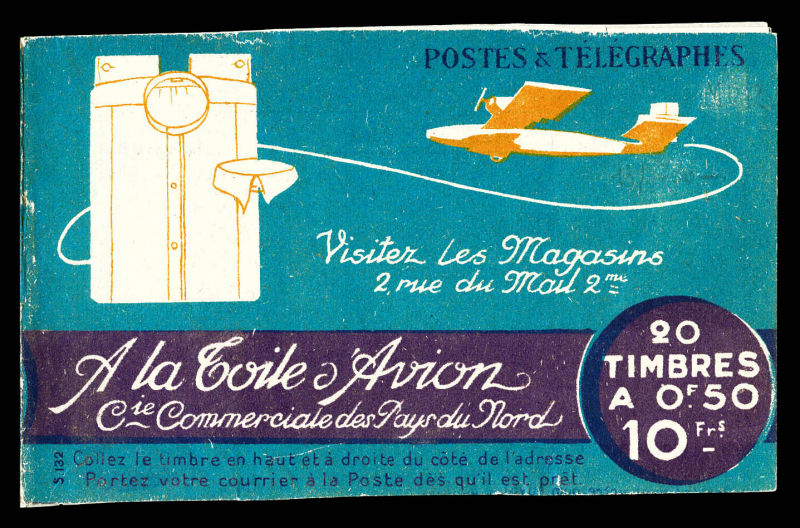 POSTES & TÉLÉGRAPHES
Visitez les Magasins
2, rue du Mail 2me
A la Toile d'Avion
Cie Commerciale des Pays du Nord
20
TIMBRES
A 0F50
10 Frs
S.132
Collez le timbre en haut et à droite du côté de l'adresse
Portez votre courrier à la Poste dès qu'il est prêt